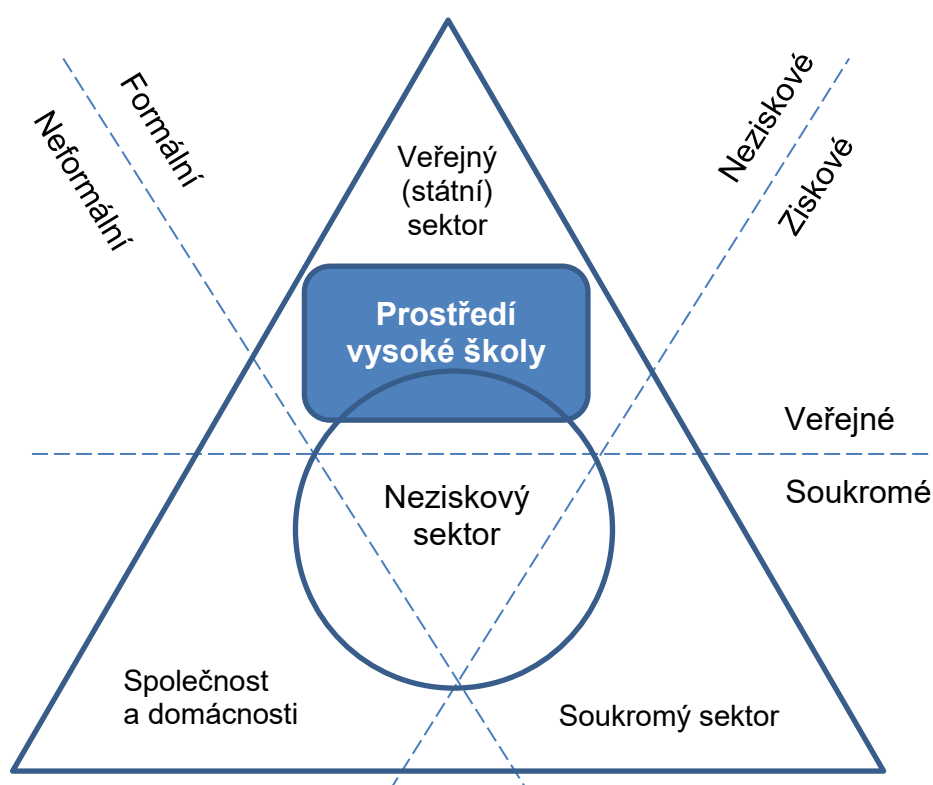 Formální
Neformální
Neziskové
Ziskové
Veřejný
(státní)
sektor
Prostředí
vysoké školy
Veřejné
Soukromé
Neziskový
sektor
Společnost
a domácnosti
Soukromý sektor